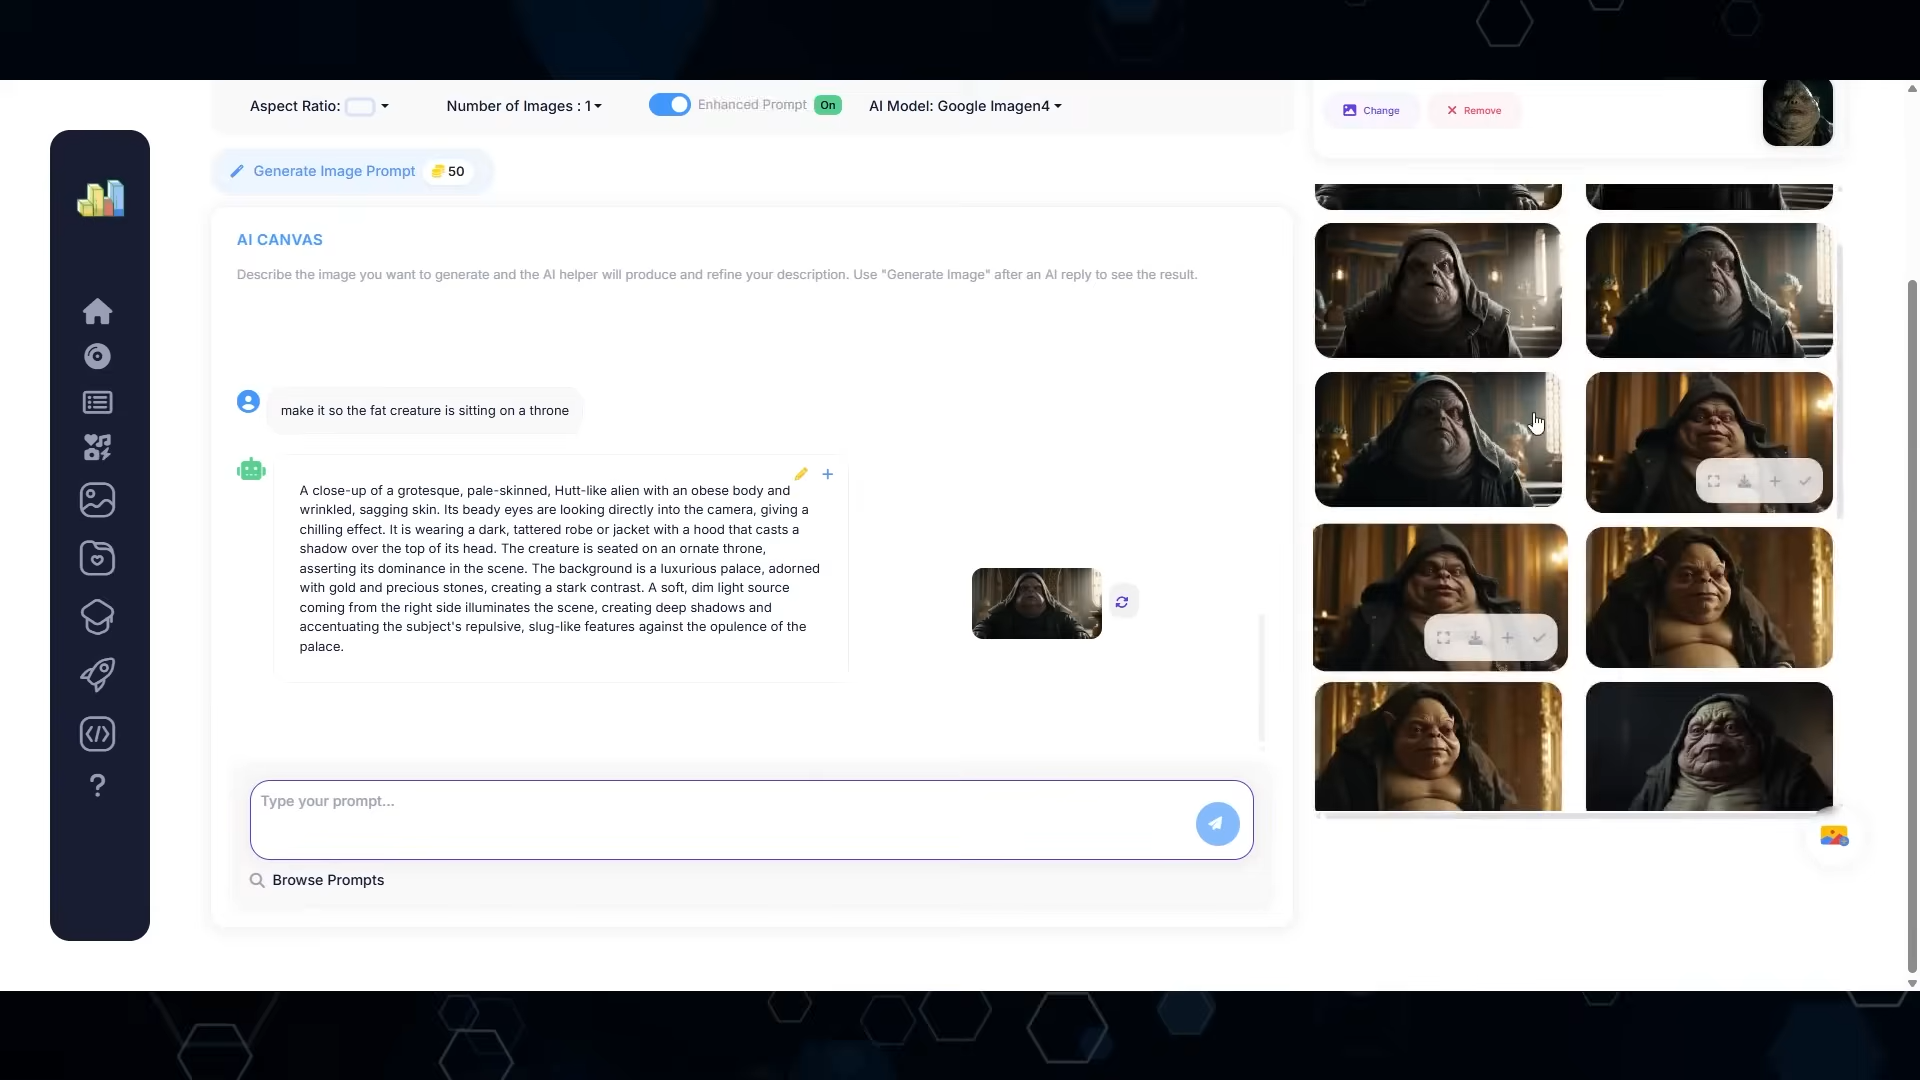 Aspect Ratio:
Number of Images : 1
Enhanced Prompt
On
AI Model: Google Imagen4
Change
Remove
Generate Image Prompt
50
AI CANVAS
Describe the image you want to generate and the AI helper will produce and refine your description. Use "Generate Image" after an AI reply to see the result.
make it so the fat creature is sitting on a throne
A close-up of a grotesque, pale-skinned, Hutt-like alien with an obese body and
wrinkled, sagging skin. Its beady eyes are looking directly into the camera, giving a
chilling effect. It is wearing a dark, tattered robe or jacket with a hood that casts a
shadow over the top of its head. The creature is seated on an ornate throne,
asserting its dominance in the scene. The background is a luxurious palace, adorned
with gold and precious stones, creating a stark contrast. A soft, dim light source
coming from the right side illuminates the scene, creating deep shadows and
accentuating the subject's repulsive, slug-like features against the opulence of the
palace.
Type your prompt...
Browse Prompts